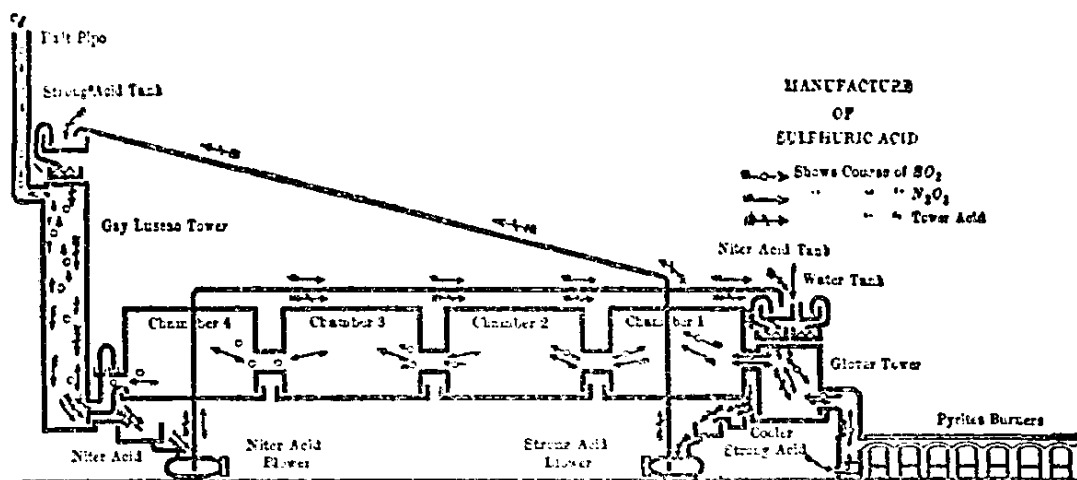 Exit Pipe
Strong Acid Tank
MANUFACTURE
OF
SULPHURIC ACID
Shows Course of SO₂
" " " N₂O₃
" " Tower Acid
Gay Lussac Tower
Niter Acid Tank
Water Tank
Chamber 4
Chamber 3
Chamber 2
Chamber 1
Glover Tower
Pyrites Burners
Niter Acid
Niter Acid
Blower
Strong Acid
Blower
Cooler
Strong Acid